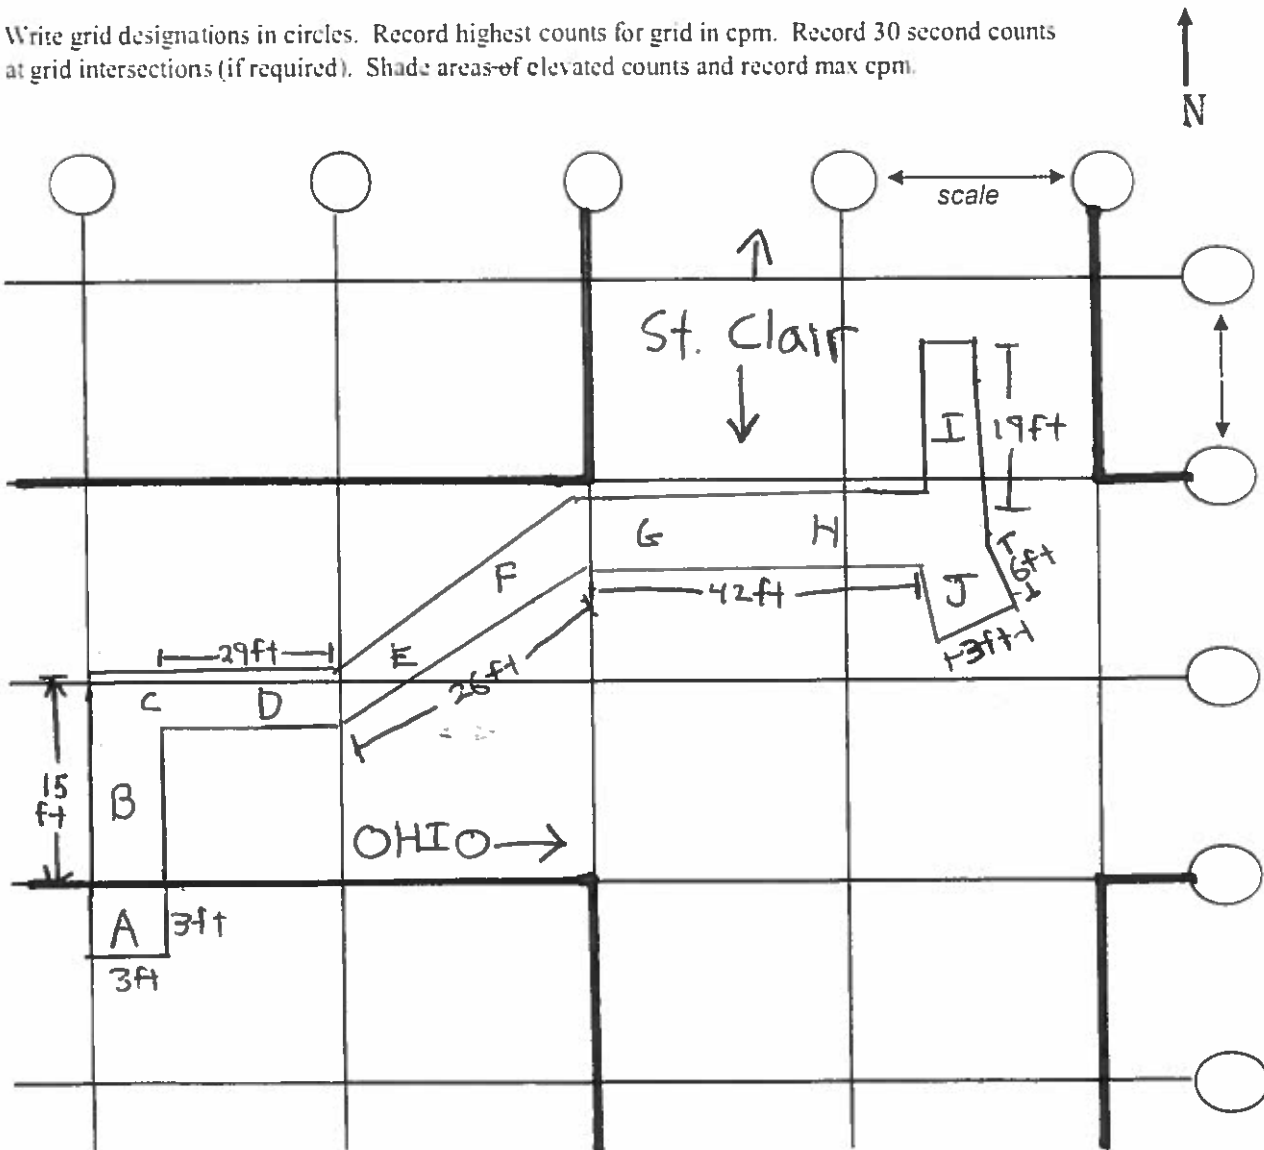 Write grid designations in circles. Record highest counts for grid in cpm. Record 30 second counts
at grid intersections (if required). Shade areas of elevated counts and record max cpm.
N
scale
St. Clair
I
19ft
G
H
F
6ft
J
42ft
29ft
E
3ft
26ft
C
D
15
ft
B
OHIO
A
3ft
3ft